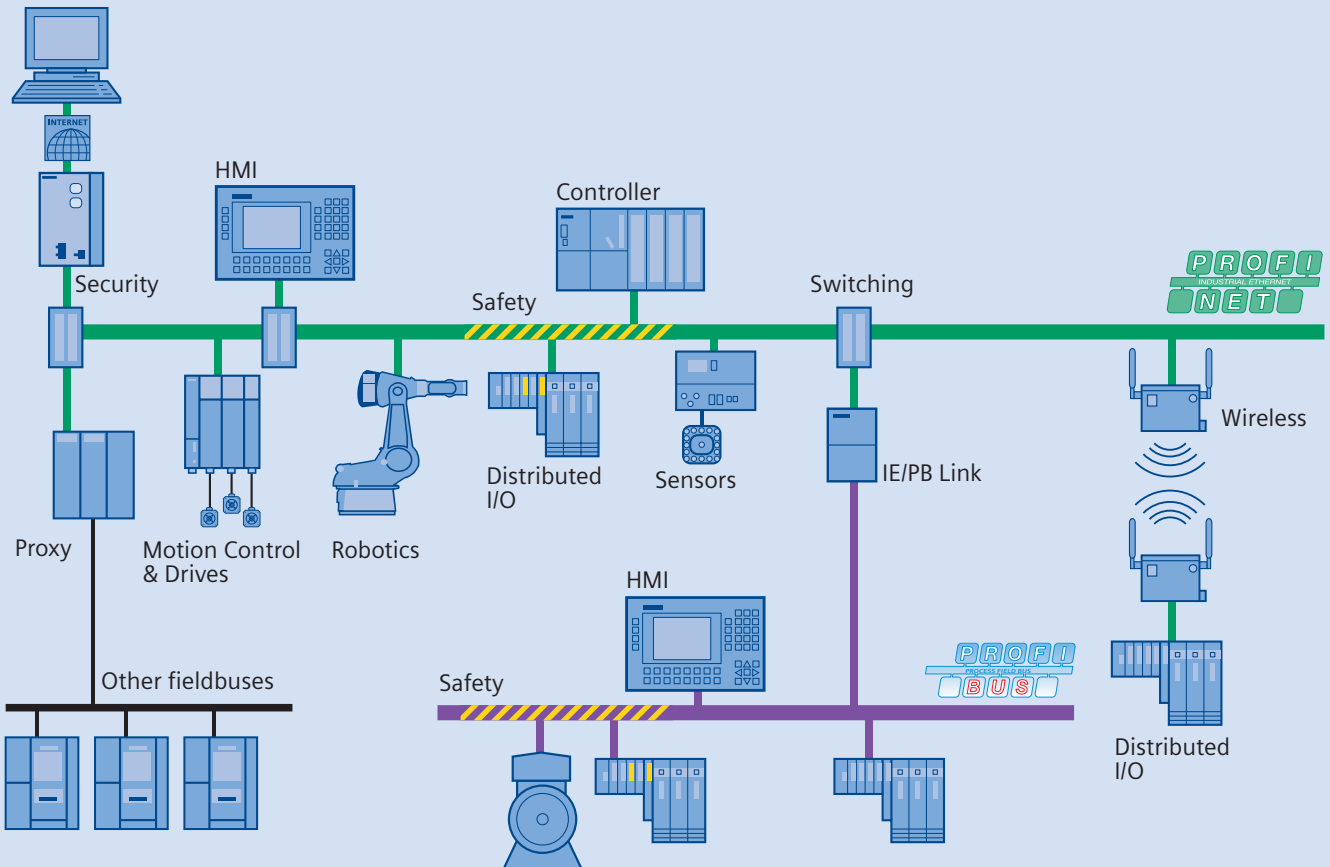 INTERNET
HMI
Controller
Security
Safety
Switching
PROFI
INDUSTRIAL ETHERNET
NET
Wireless
Distributed
I/O
Sensors
IE/PB Link
Proxy
Motion Control
& Drives
Robotics
HMI
Other fieldbuses
Safety
PROFI
PROCESS FIELD BUS
BUS
Distributed
I/O